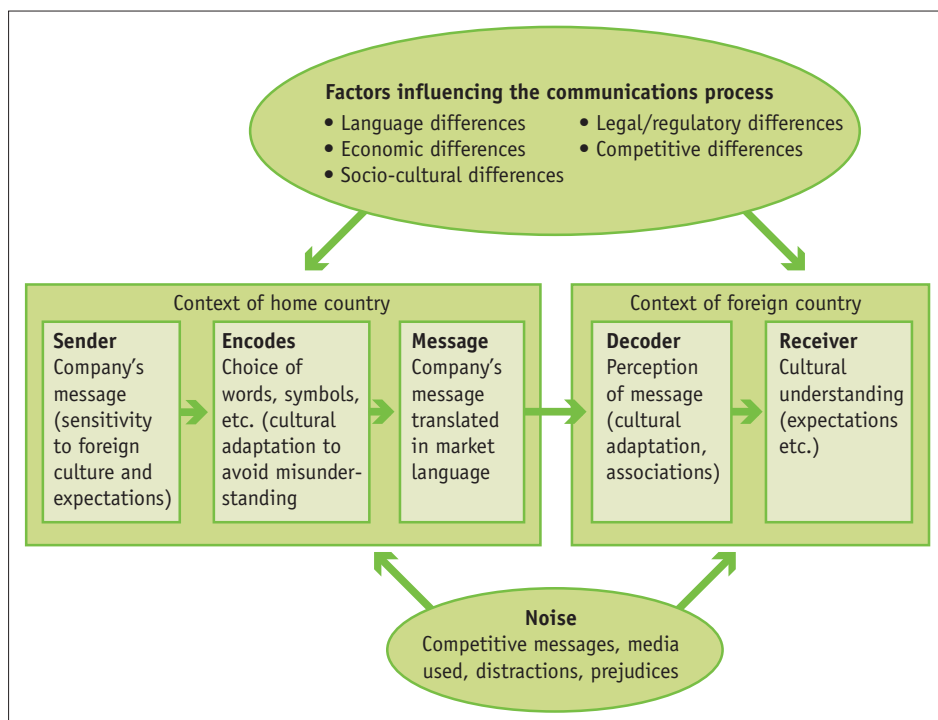 Factors influencing the communications process
• Language differences
• Economic differences
• Socio-cultural differences
• Legal/regulatory differences
• Competitive differences
Context of home country
Sender
Company's
message
(sensitivity
to foreign
culture and
expectations)
Encodes
Choice of
words, symbols,
etc. (cultural
adaptation to
avoid misunder-
standing
Message
Company's
message
translated
in market
language
Context of foreign country
Decoder
Perception
of message
(cultural
adaptation,
associations)
Receiver
Cultural
understanding
(expectations
etc.)
Noise
Competitive messages, media
used, distractions, prejudices